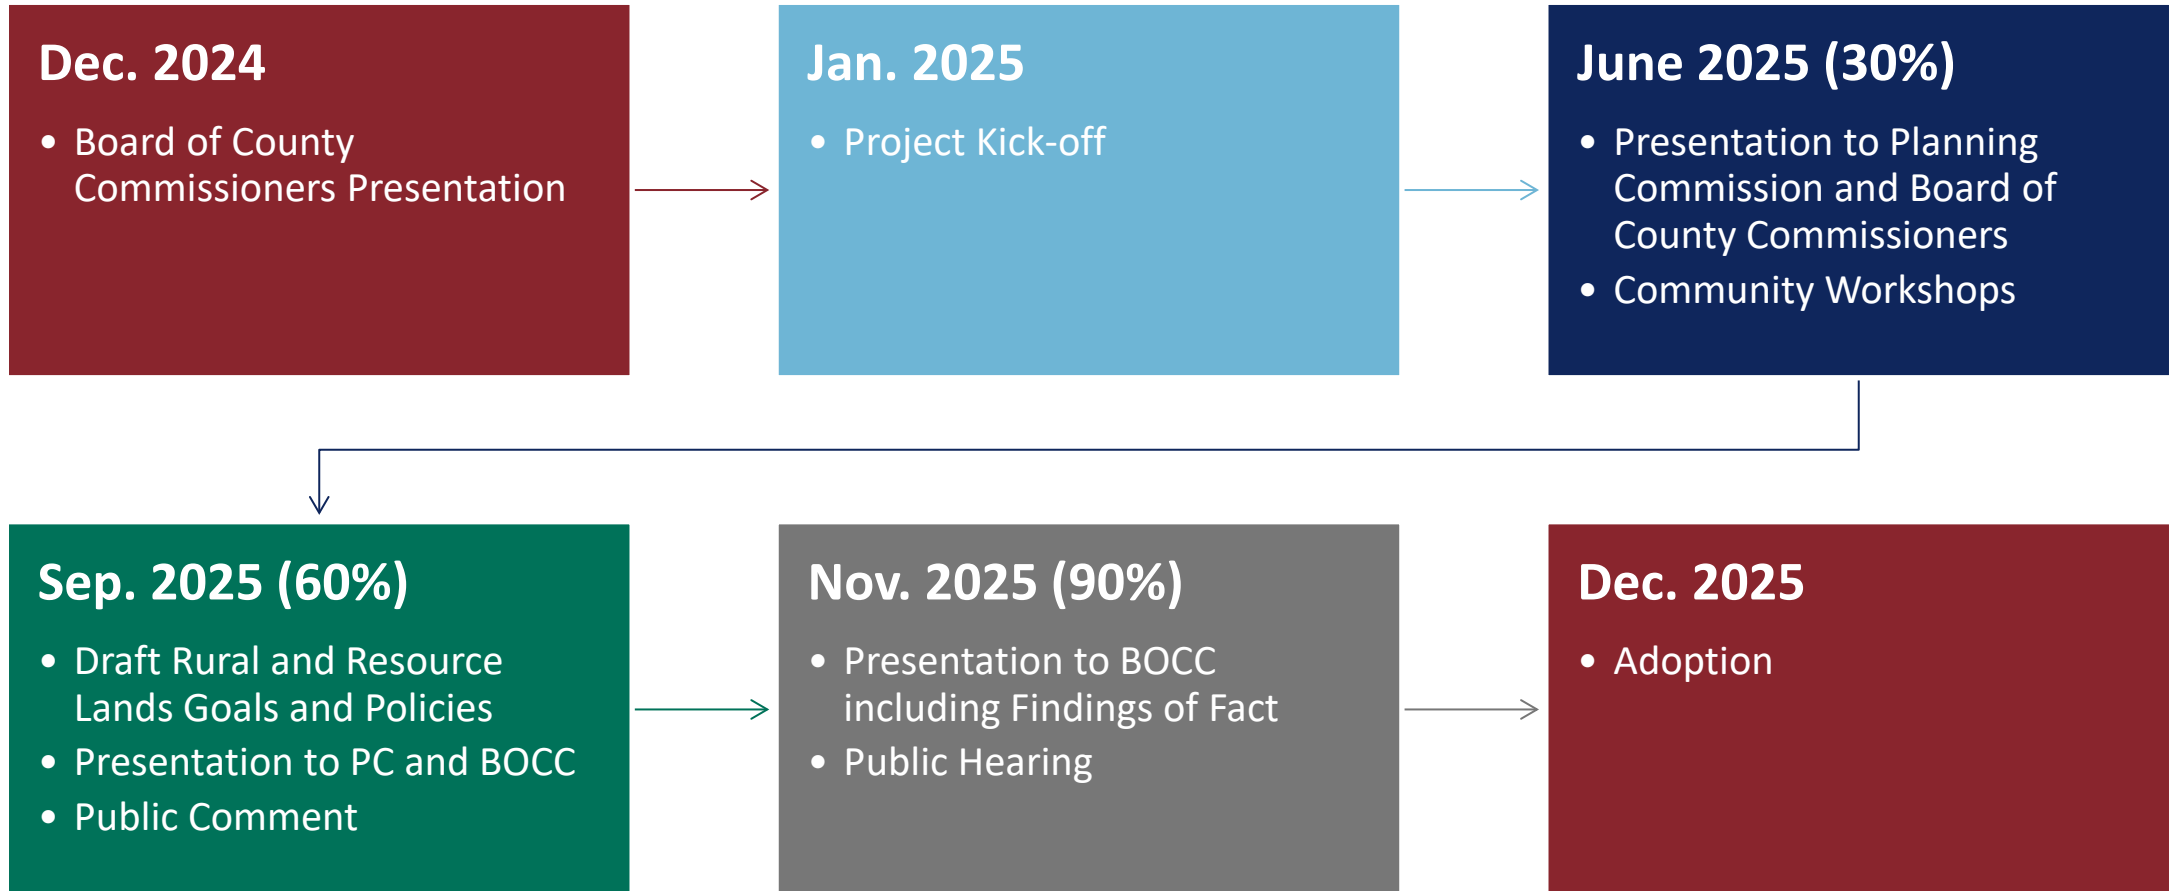 Dec. 2024
• Board of County
Commissioners Presentation
Jan. 2025
• Project Kick-off
June 2025 (30%)
• Presentation to Planning
Commission and Board of
County Commissioners
• Community Workshops
Sep. 2025 (60%)
• Draft Rural and Resource
Lands Goals and Policies
• Presentation to PC and BOCC
• Public Comment
Nov. 2025 (90%)
• Presentation to BOCC
including Findings of Fact
• Public Hearing
Dec. 2025
• Adoption